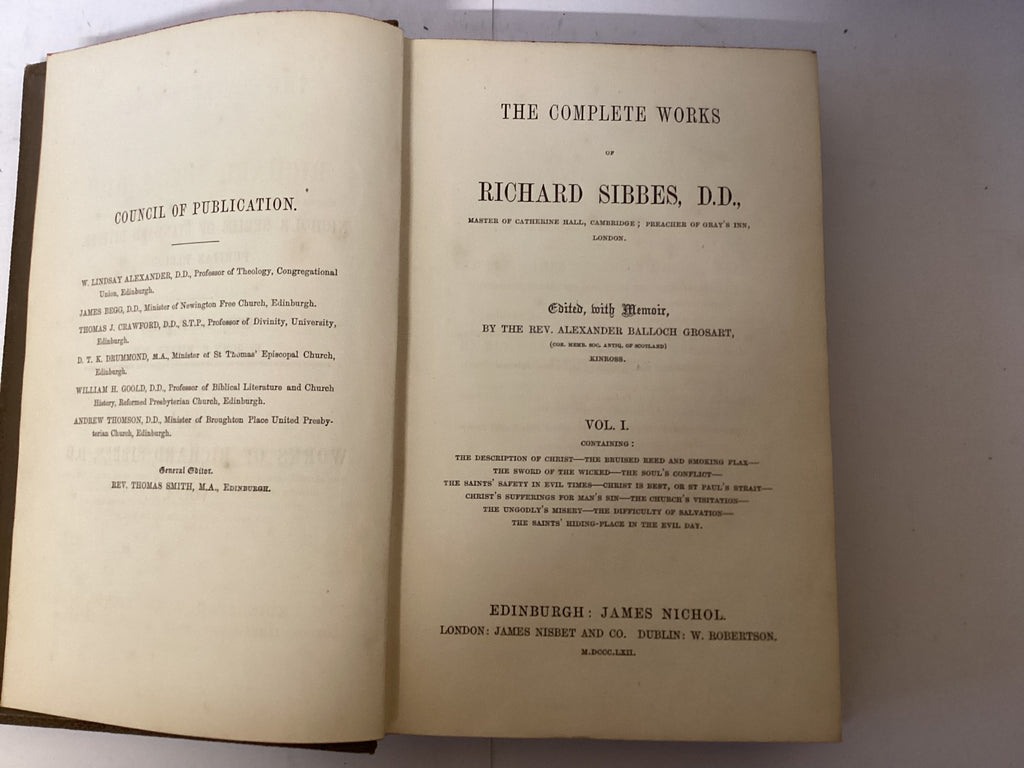 COUNCIL OF PUBLICATION.
W. LINDSAY ALEXANDER, D.D., Professor of Theology, Congregational
Union, Edinburgh.
JAMES BEGG, D.D., Minister of Newington Free Church, Edinburgh.
THOMAS J. CRAWFORD, D.D., S.T.P., Professor of Divinity, University,
Edinburgh.
D. T. K. DRUMMOND, M.A., Minister of St Thomas' Episcopal Church,
Edinburgh.
WILLIAM H. GOOLD, D.D., Professor of Biblical Literature and Church
History, Reformed Presbyterian Church, Edinburgh.
ANDREW THOMSON, D.D., Minister of Broughton Place United Presby-
terian Church, Edinburgh.
General Editor.
REV. THOMAS SMITH, M.A., EDINBURGH.
THE COMPLETE WORKS
OF
RICHARD SIBBES, D.D.,
MASTER OF CATHERINE HALL, CAMBRIDGE; PREACHER OF GRAY'S INN,
LONDON.
Edited, with Memoir,
BY THE REV. ALEXANDER BALLOCH GROSART,
(COR. MEMB. SOC. ANTIQ. OF SCOTLAND)
KINROSS.
VOL. I.
CONTAINING:
THE DESCRIPTION OF CHRIST—THE BRUISED REED AND SMOKING FLAX—
THE SWORD OF THE WICKED—THE SOUL'S CONFLICT—
THE SAINTS' SAFETY IN EVIL TIMES—CHRIST IS BEST, OR ST PAUL'S STRAIT—
CHRIST'S SUFFERINGS FOR MAN'S SIN—THE CHURCH'S VISITATION—
THE UNGODLY'S MISERY—THE DIFFICULTY OF SALVATION—
THE SAINTS' HIDING-PLACE IN THE EVIL DAY.
EDINBURGH: JAMES NICHOL.
LONDON: JAMES NISBET AND CO. DUBLIN: W. ROBERTSON.
M.DCCC.LXII.